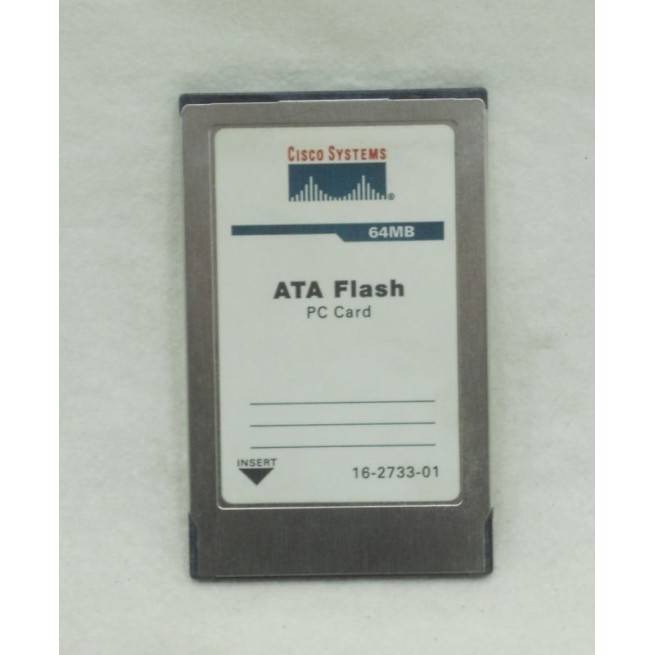 CISCO SYSTEMS
®
64MB
ATA Flash
PC Card
INSERT
16-2733-01